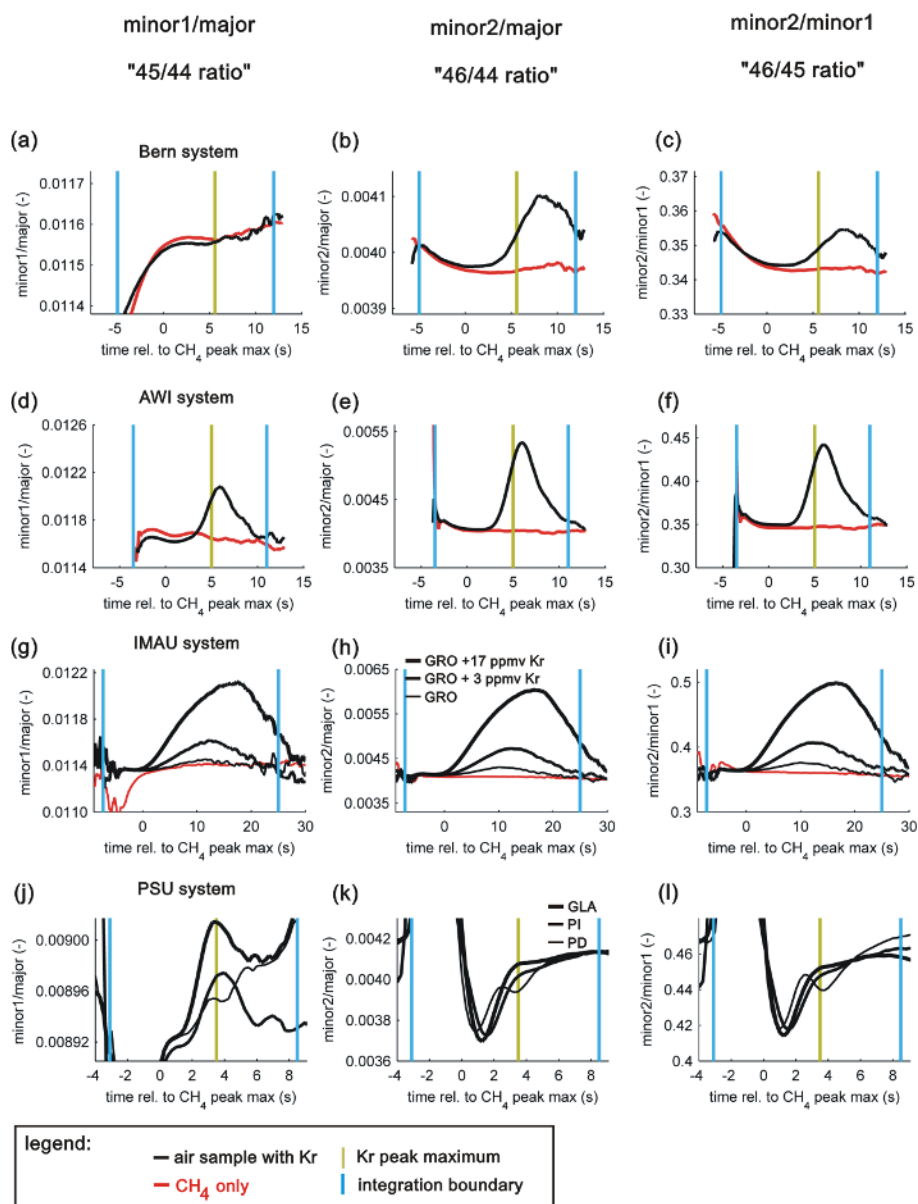 minor1/major minor2/major minor2/minor1
"45/44 ratio" "46/44 ratio" "46/45 ratio"
(a) Bern system (b) (c)
minor1/major (-)
0.0117
0.0116
0.0115
0.0114
-5 0 5 10 15
time rel. to CH4 peak max (s)
minor2/major (-)
0.0041
0.0040
0.0039
-5 0 5 10 15
time rel. to CH4 peak max (s)
minor2/minor1 (-)
0.37
0.36
0.35
0.34
0.33
-5 0 5 10 15
time rel. to CH4 peak max (s)
(d) AWI system (e) (f)
minor1/major (-)
0.0126
0.0122
0.0118
0.0114
-5 0 5 10 15
time rel. to CH4 peak max (s)
minor2/major (-)
0.0055
0.0045
0.0035
-5 0 5 10 15
time rel. to CH4 peak max (s)
minor2/minor1 (-)
0.45
0.40
0.35
0.30
-5 0 5 10 15
time rel. to CH4 peak max (s)
(g) IMAU system (h) (i)
minor1/major (-)
0.0122
0.0118
0.0114
0.0110
0 10 20 30
time rel. to CH4 peak max (s)
minor2/major (-)
0.0065
0.0055
0.0045
0.0035
GRO +17 ppmv Kr
GRO + 3 ppmv Kr
GRO
0 10 20 30
time rel. to CH4 peak max (s)
minor2/minor1 (-)
0.5
0.4
0.3
0 10 20 30
time rel. to CH4 peak max (s)
(j) PSU system (k) (l)
minor1/major (-)
0.00900
0.00896
0.00892
-4 -2 0 2 4 6 8
time rel. to CH4 peak max (s)
minor2/major (-)
0.0042
0.0040
0.0038
0.0036
GLA
PI
PD
-4 -2 0 2 4 6 8
time rel. to CH4 peak max (s)
minor2/minor1 (-)
0.46
0.44
0.42
0.4
-4 -2 0 2 4 6 8
time rel. to CH4 peak max (s)
legend:
air sample with Kr
Kr peak maximum
CH4 only
integration boundary